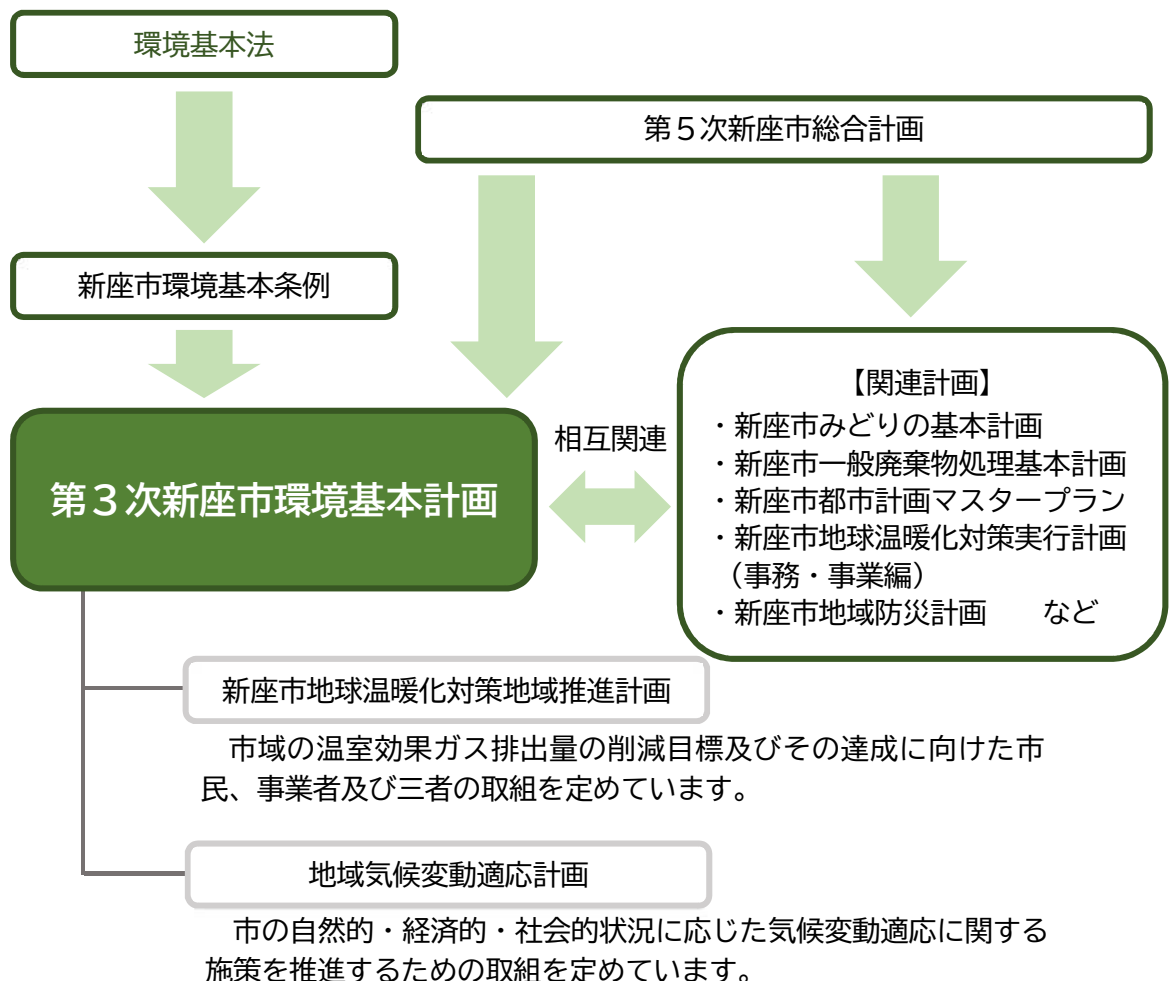 環境基本法
第５次新座市総合計画
新座市環境基本条例
第３次新座市環境基本計画
相互関連
【関連計画】
・新座市みどりの基本計画
・新座市一般廃棄物処理基本計画
・新座市都市計画マスタープラン
・新座市地球温暖化対策実行計画
（事務・事業編）
・新座市地域防災計画　　など
新座市地球温暖化対策地域推進計画
市域の温室効果ガス排出量の削減目標及びその達成に向けた市
民、事業者及び三者の取組を定めています。
地域気候変動適応計画
市の自然的・経済的・社会的状況に応じた気候変動適応に関する
施策を推進するための取組を定めています。